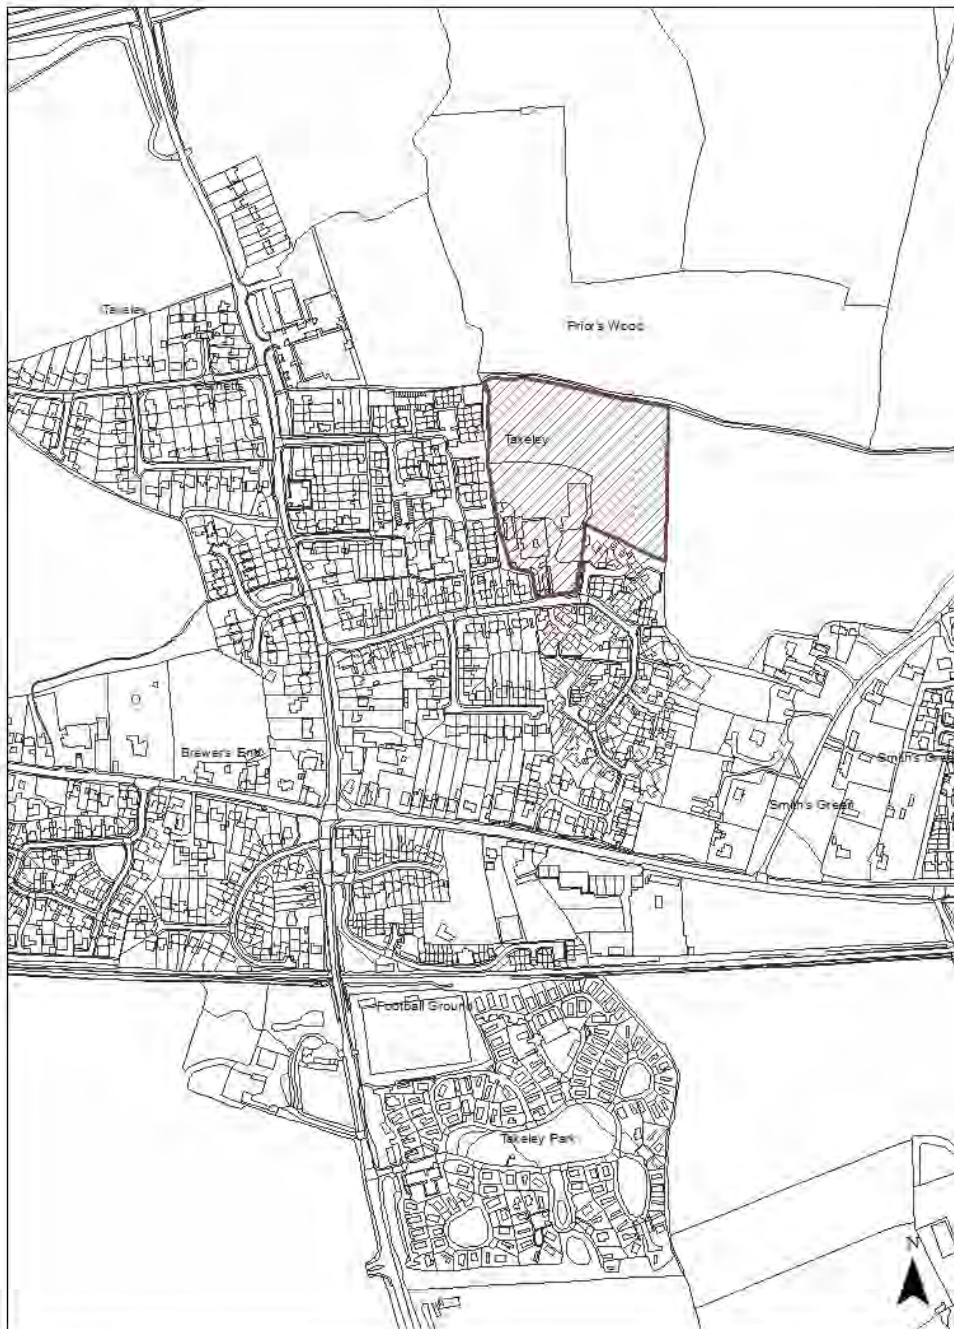 Takeley
Prior's Wood
Takeley
Brewer's End
Smith's Green
Smith's Green
Football Ground
Takeley Park
N